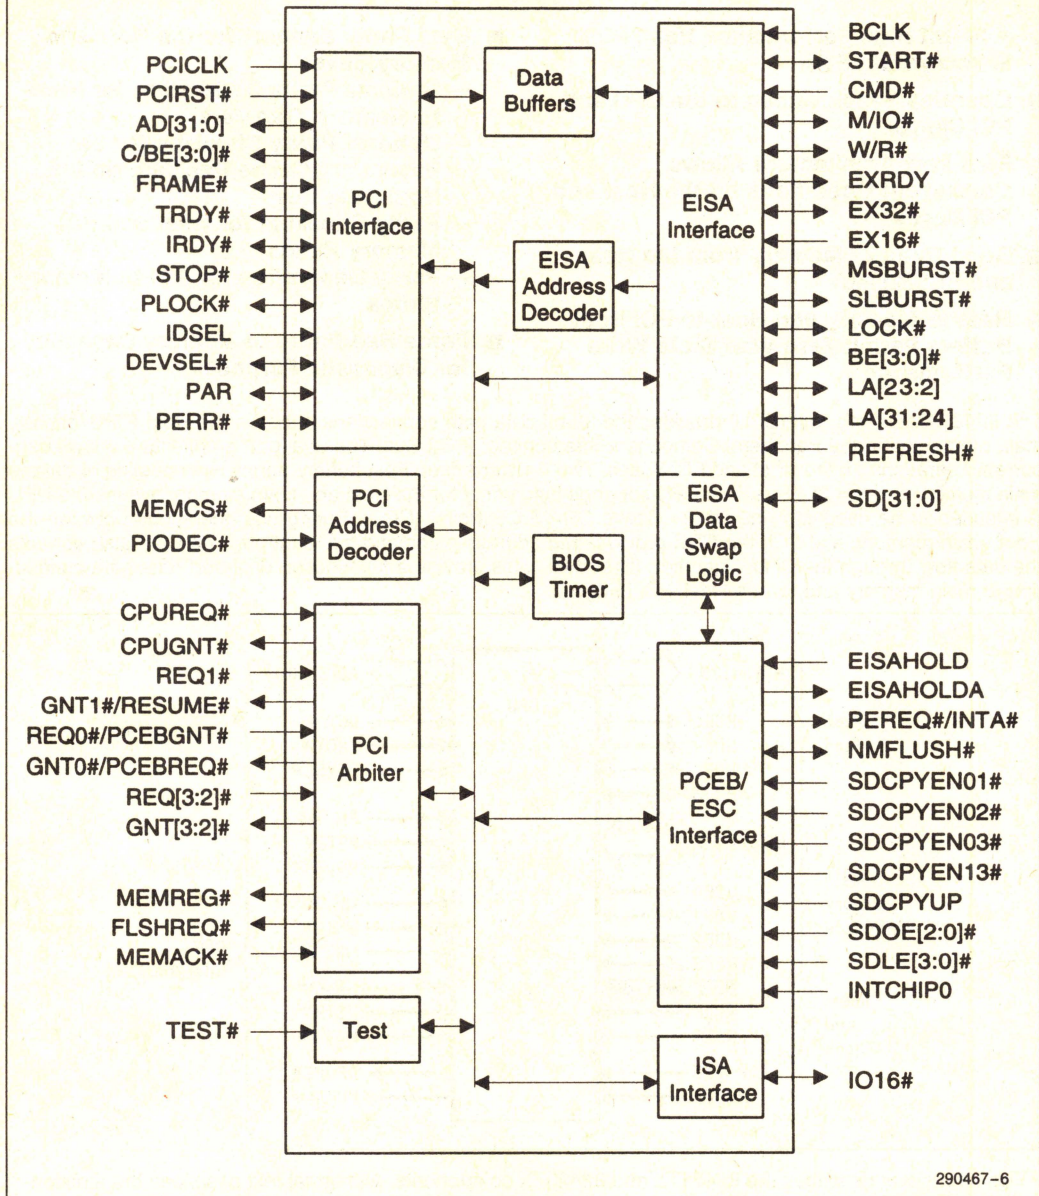 PCICLK
PCIRST#
AD[31:0]
C/BE[3:0]#
FRAME#
TRDY#
IRDY#
STOP#
PLOCK#
IDSEL
DEVSEL#
PAR
PERR#
MEMCS#
PIODEC#
CPUREQ#
CPUGNT#
REQ1#
GNT1#/RESUME#
REQ0#/PCEBGNT#
GNT0#/PCEBREQ#
REQ[3:2]#
GNT[3:2]#
MEMREG#
FLSHREQ#
MEMACK#
TEST#
PCI
Interface
PCI
Address
Decoder
PCI
Arbiter
Test
Data
Buffers
EISA
Address
Decoder
BIOS
Timer
EISA
Interface
EISA
Data
Swap
Logic
PCEB/
ESC
Interface
ISA
Interface
BCLK
START#
CMD#
M/IO#
W/R#
EXRDY
EX32#
EX16#
MSBURST#
SLBURST#
LOCK#
BE[3:0]#
LA[23:2]
LA[31:24]
REFRESH#
SD[31:0]
EISAHOLD
EISAHOLDA
PEREQ#/INTA#
NMFLUSH#
SDCPYEN01#
SDCPYEN02#
SDCPYEN03#
SDCPYEN13#
SDCPYUP
SDOE[2:0]#
SDLE[3:0]#
INTCHIP0
IO16#
290467-6